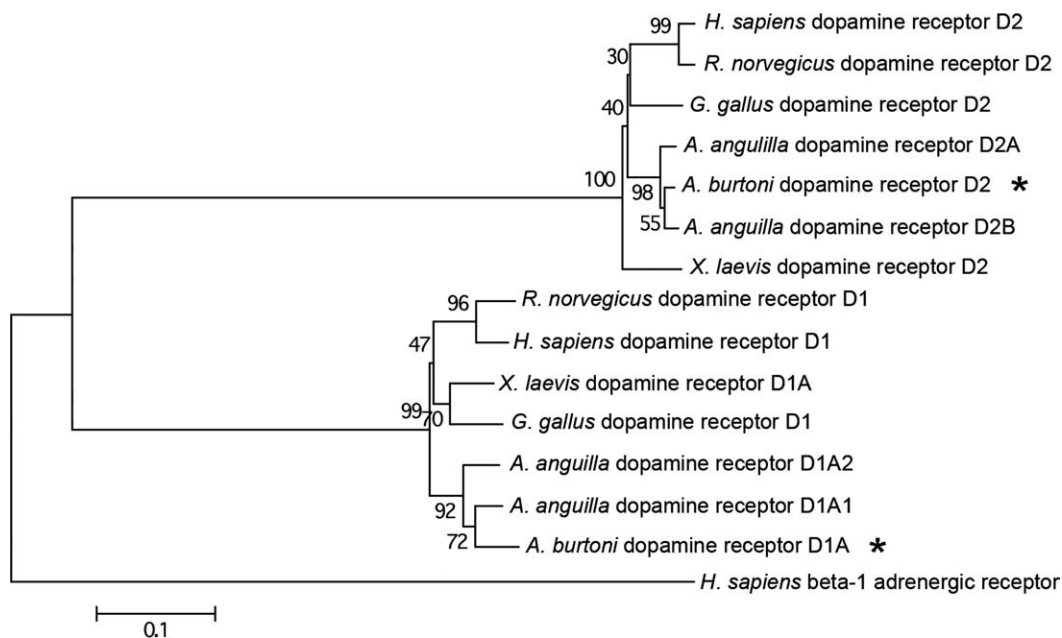 99 H. sapiens dopamine receptor D2
R. norvegicus dopamine receptor D2
30
G. gallus dopamine receptor D2
40
A. angulilla dopamine receptor D2A
100 98 A. burtoni dopamine receptor D2 *
55 A. anguilla dopamine receptor D2B
X. laevis dopamine receptor D2
96 R. norvegicus dopamine receptor D1
H. sapiens dopamine receptor D1
47
X. laevis dopamine receptor D1A
99 70 G. gallus dopamine receptor D1
A. anguilla dopamine receptor D1A2
92 A. anguilla dopamine receptor D1A1
72 A. burtoni dopamine receptor D1A *
H. sapiens beta-1 adrenergic receptor
0.1